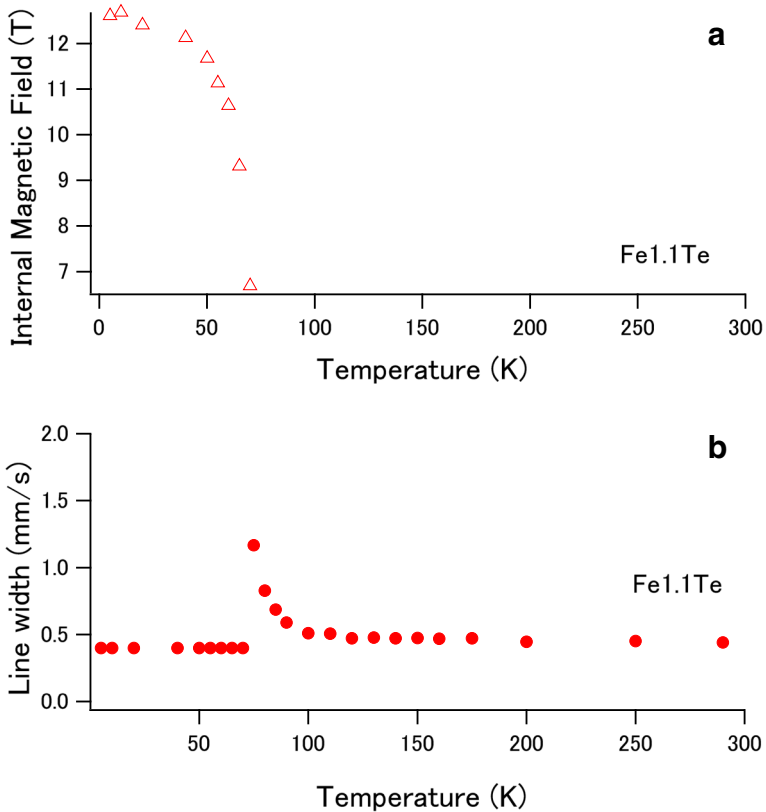 a
Internal Magnetic Field (T)
12
11
10
9
8
7
Fe1.1Te
0 50 100 150 200 250 300
Temperature (K)
b
Line width (mm/s)
2.0
1.5
1.0
0.5
0.0
Fe1.1Te
50 100 150 200 250 300
Temperature (K)